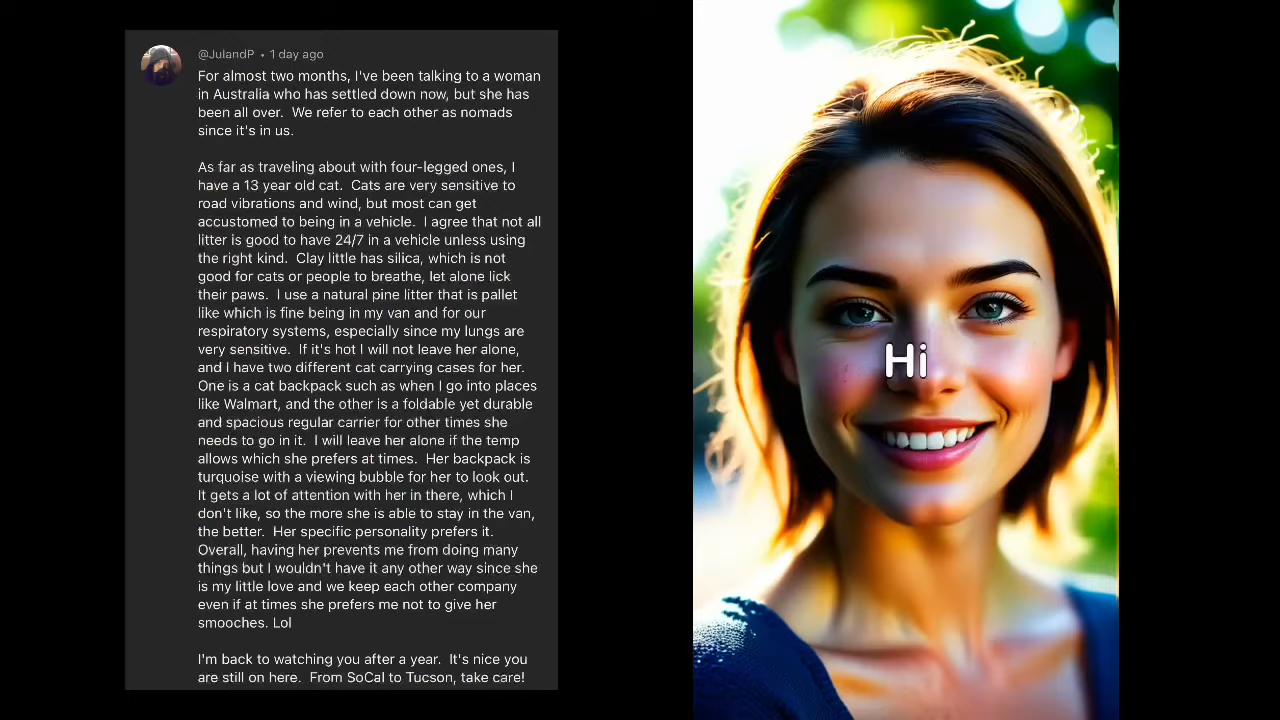 @JulandP • 1 day ago
For almost two months, I've been talking to a woman
in Australia who has settled down now, but she has
been all over.  We refer to each other as nomads
since it's in us.
As far as traveling about with four-legged ones, I
have a 13 year old cat.  Cats are very sensitive to
road vibrations and wind, but most can get
accustomed to being in a vehicle.  I agree that not all
litter is good to have 24/7 in a vehicle unless using
the right kind.  Clay little has silica, which is not
good for cats or people to breathe, let alone lick
their paws.  I use a natural pine litter that is pallet
like which is fine being in my van and for our
respiratory systems, especially since my lungs are
very sensitive.  If it's hot I will not leave her alone,
and I have two different cat carrying cases for her.
One is a cat backpack such as when I go into places
like Walmart, and the other is a foldable yet durable
and spacious regular carrier for other times she
needs to go in it.  I will leave her alone if the temp
allows which she prefers at times.  Her backpack is
turquoise with a viewing bubble for her to look out.
It gets a lot of attention with her in there, which I
don't like, so the more she is able to stay in the van,
the better.  Her specific personality prefers it.
Overall, having her prevents me from doing many
things but I wouldn't have it any other way since she
is my little love and we keep each other company
even if at times she prefers me not to give her
smooches. Lol
I'm back to watching you after a year.  It's nice you
are still on here.  From SoCal to Tucson, take care!
Hi